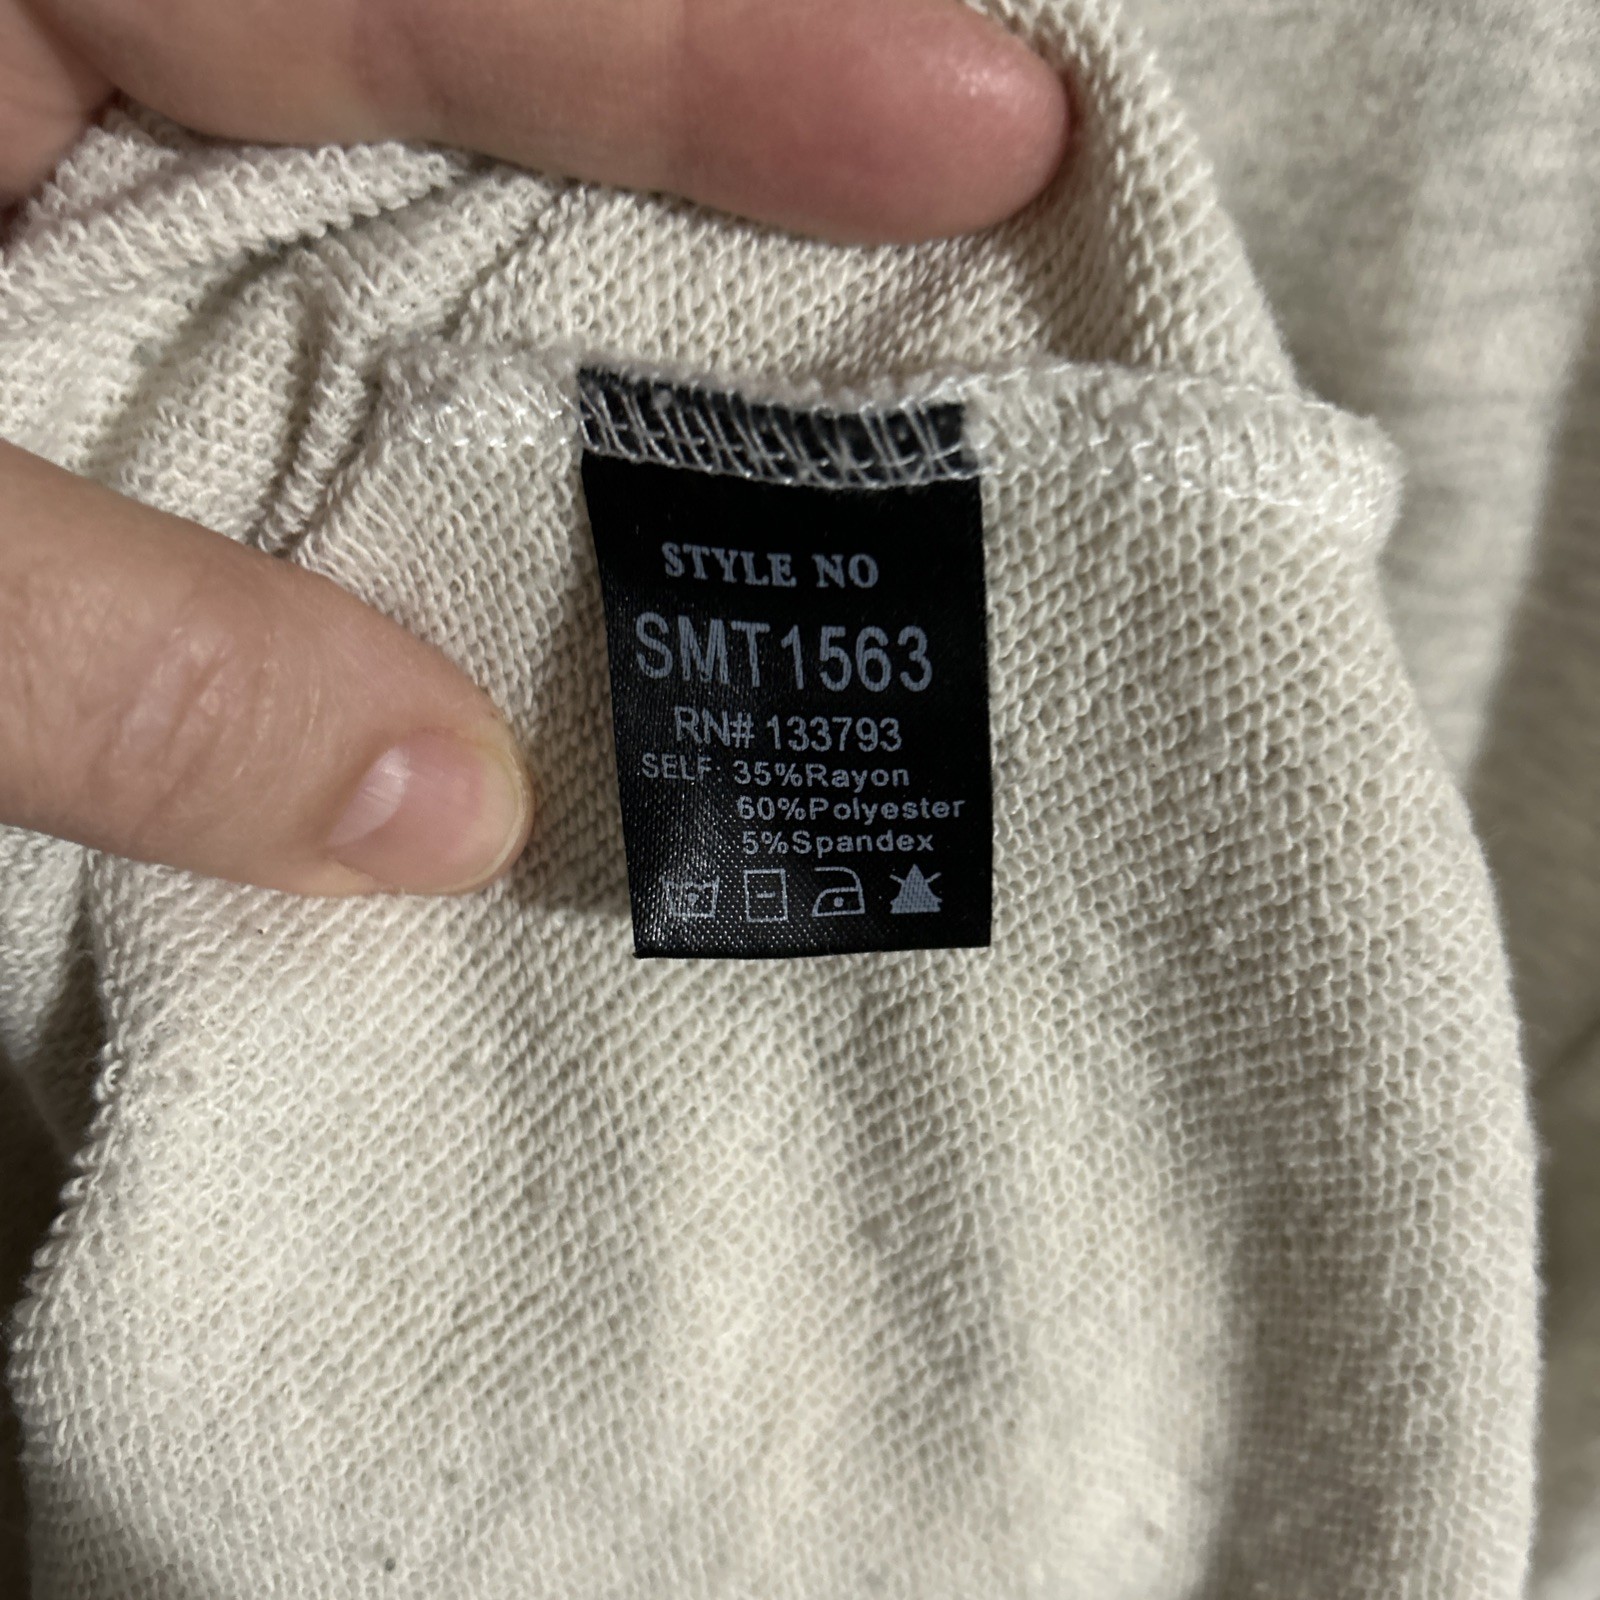 STYLE NO
SMT1563
RN# 133793
SELF: 35%Rayon
60%Polyester
5%Spandex